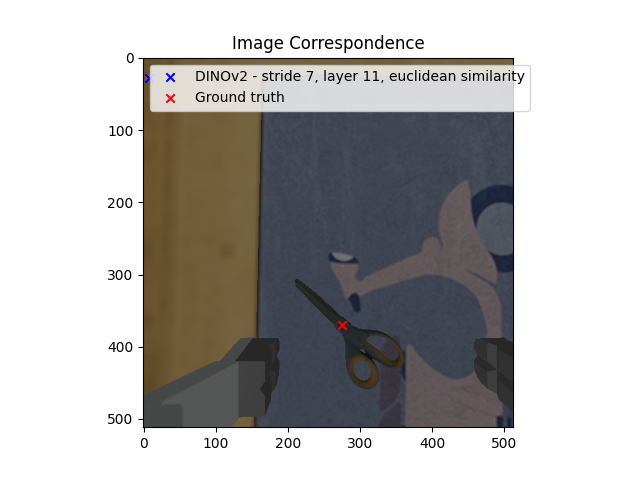 Image Correspondence
DINOv2 - stride 7, layer 11, euclidean similarity
Ground truth
0
100
200
300
400
500
0 100 200 300 400 500